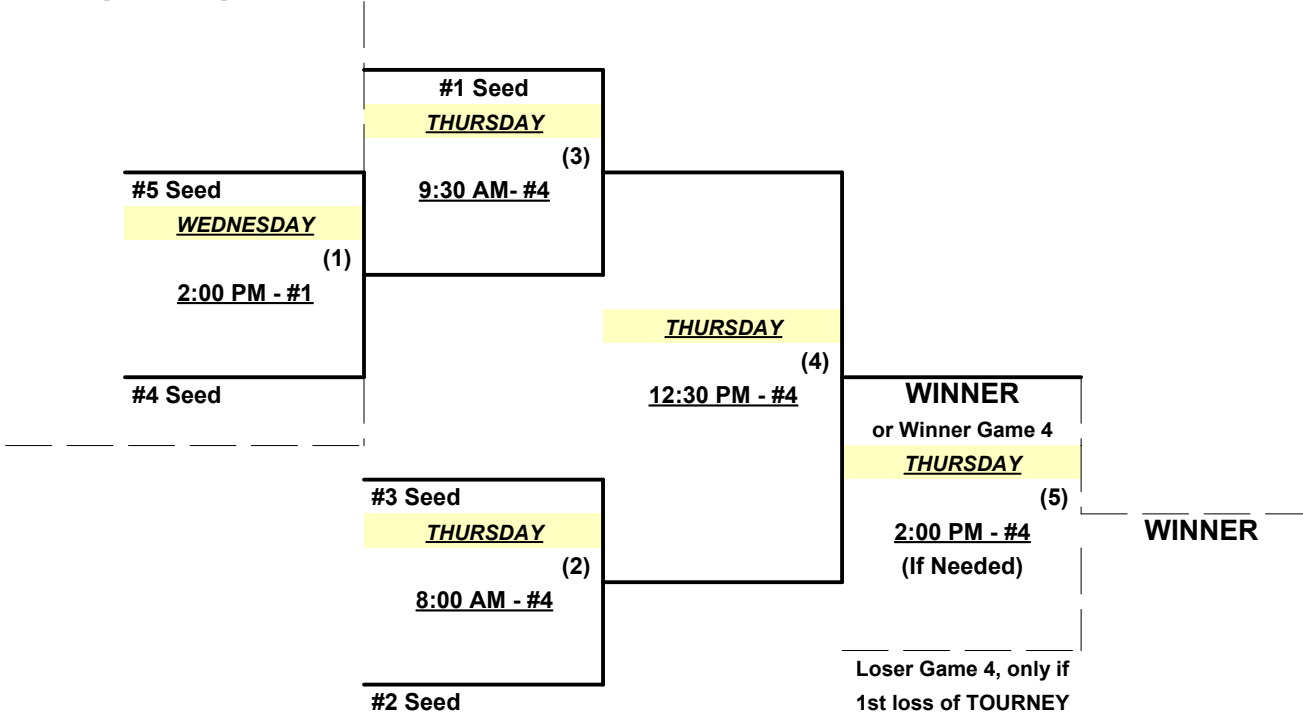 #1 Seed
THURSDAY
(3)
9:30 AM- #4
#5 Seed
WEDNESDAY
(1)
2:00 PM - #1
#4 Seed
THURSDAY
(4)
12:30 PM - #4
WINNER
or Winner Game 4
THURSDAY
(5)
2:00 PM - #4
(If Needed)
WINNER
#3 Seed
THURSDAY
(2)
8:00 AM - #4
#2 Seed
Loser Game 4, only if
1st loss of TOURNEY